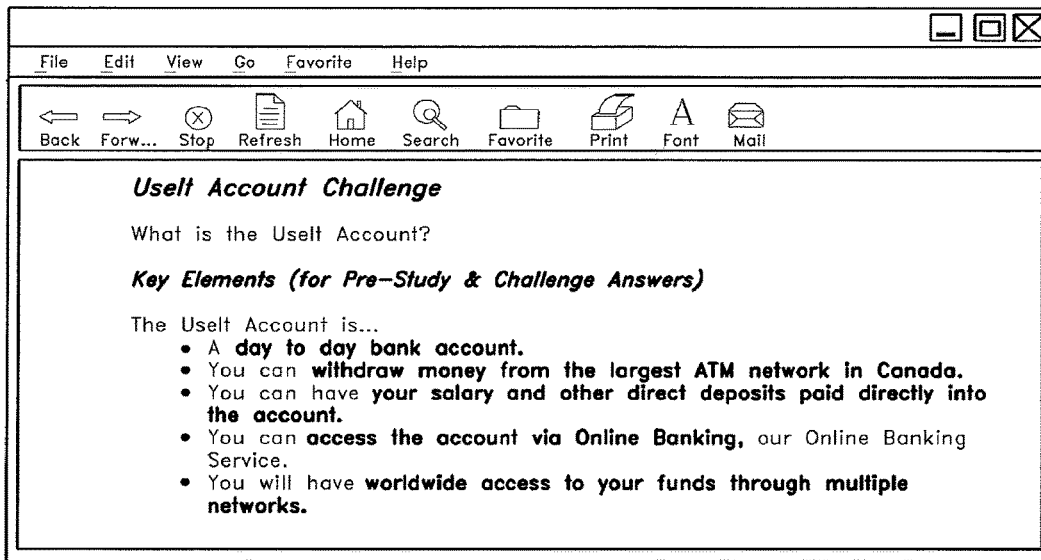 File Edit View Go Favorite Help
Back Forw... Stop Refresh Home Search Favorite Print Font Mail
UseIt Account Challenge
What is the UseIt Account?
Key Elements (for Pre-Study & Challenge Answers)
The UseIt Account is...
• A day to day bank account.
• You can withdraw money from the largest ATM network in Canada.
• You can have your salary and other direct deposits paid directly into
the account.
• You can access the account via Online Banking, our Online Banking
Service.
• You will have worldwide access to your funds through multiple
networks.